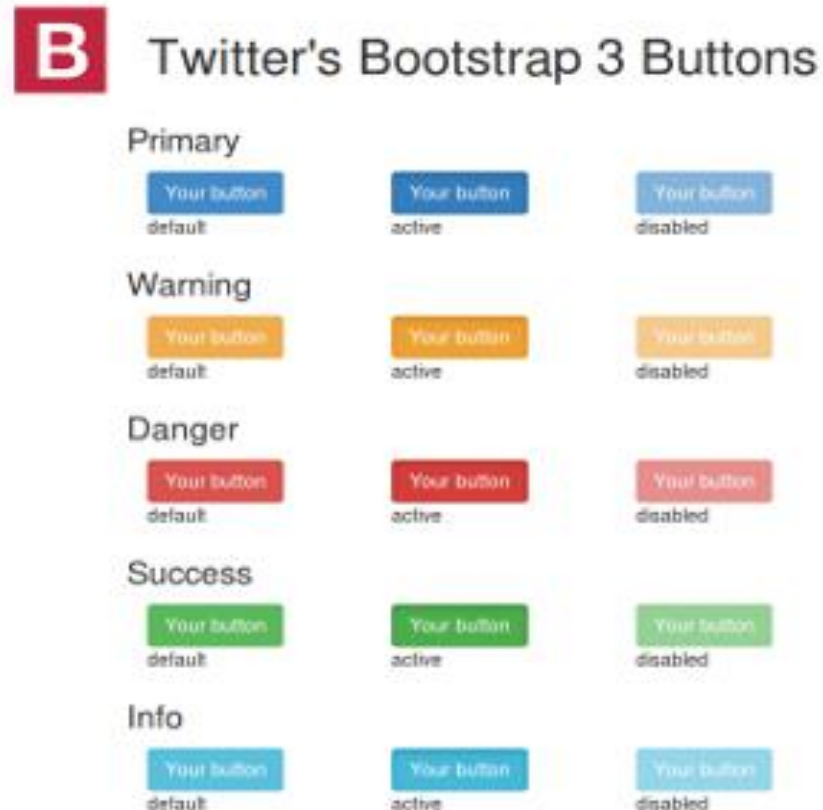 B Twitter's Bootstrap 3 Buttons
Primary
Your button Your button Your button
default active disabled
Warning
Your button Your button Your button
default active disabled
Danger
Your button Your button Your button
default active disabled
Success
Your button Your button Your button
default active disabled
Info
Your button Your button Your button
default active disabled